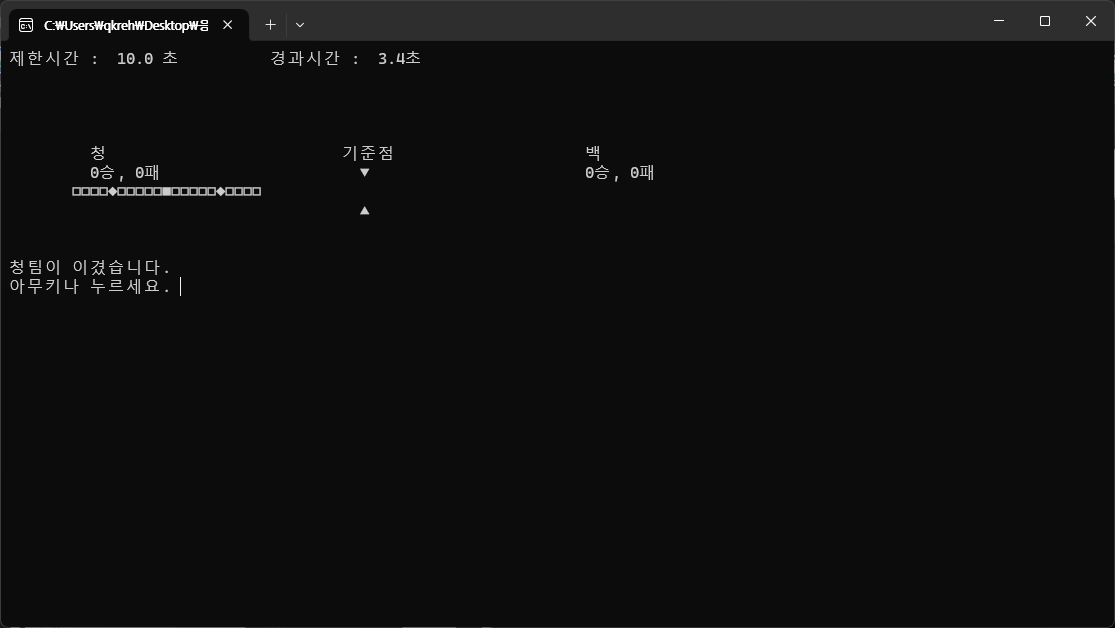 C:₩Users₩qkreh₩Desktop₩음
제한시간 : 10.0 초 경과시간 : 3.4초
청 기준점 백
0승, 0패 ▼ 0승, 0패
□□□□◆□□□□□■□□□□□◆□□□□
▲
청팀이 이겼습니다.
아무키나 누르세요.